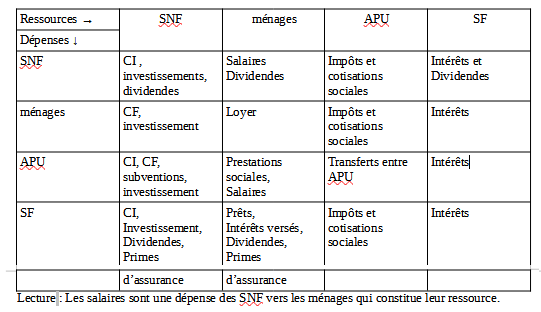 Ressources → SNF ménages APU SF
Dépenses ↓
SNF CI , Salaires Impôts et Intérêts et
investissements, Dividendes cotisations Dividendes
dividendes sociales
ménages CF, Loyer Impôts et Intérêts
investissement cotisations
sociales
APU CI, CF, Prestations Transferts entre Intérêts
subventions, sociales, APU
investissement Salaires
SF CI, Prêts, Impôts et Intérêts
Investissement, Intérêts versés, cotisations
Dividendes, Dividendes, sociales
Primes Primes
d’assurance d’assurance
Lecture : Les salaires sont une dépense des SNF vers les ménages qui constitue leur ressource.